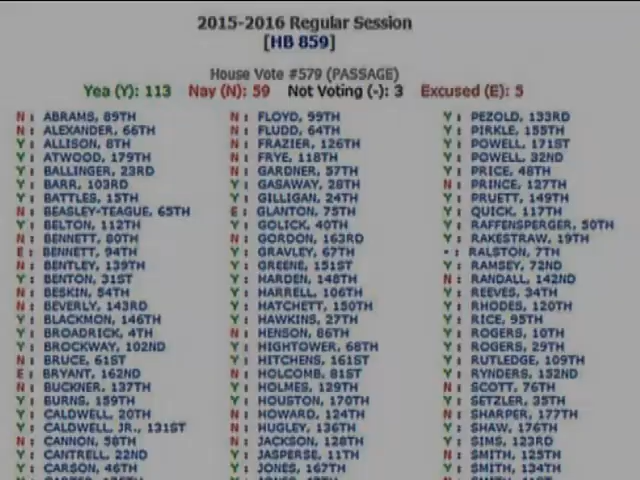 2015-2016 Regular Session
[HB 859]
House Vote #579 (PASSAGE)
Yea (Y): 113 Nay (N): 59 Not Voting (-): 3 Excused (E): 5
N : ABRAMS, 89TH
N : ALEXANDER, 66TH
Y : ALLISON, 8TH
Y : ATWOOD, 179TH
Y : BALLINGER, 23RD
Y : BARR, 103RD
Y : BATTLES, 15TH
N : BEASLEY-TEAGUE, 65TH
Y : BELTON, 112TH
N : BENNETT, 80TH
E : BENNETT, 94TH
N : BENTLEY, 139TH
Y : BENTON, 31ST
N : BESKIN, 54TH
N : BEVERLY, 143RD
Y : BLACKMON, 146TH
Y : BROADRICK, 4TH
Y : BROCKWAY, 102ND
N : BRUCE, 61ST
E : BRYANT, 162ND
N : BUCKNER, 137TH
Y : BURNS, 159TH
Y : CALDWELL, 20TH
Y : CALDWELL, JR., 131ST
N : CANNON, 58TH
Y : CANTRELL, 22ND
Y : CARSON, 46TH
N : FLOYD, 99TH
N : FLUDD, 64TH
N : FRAZIER, 126TH
N : FRYE, 118TH
N : GARDNER, 57TH
Y : GASAWAY, 28TH
Y : GILLIGAN, 24TH
E : GLANTON, 75TH
Y : GOLICK, 40TH
N : GORDON, 163RD
Y : GRAVLEY, 67TH
Y : GREENE, 151ST
Y : HARDEN, 148TH
Y : HARRELL, 106TH
Y : HATCHETT, 150TH
Y : HAWKINS, 27TH
N : HENSON, 86TH
Y : HIGHTOWER, 68TH
Y : HITCHENS, 161ST
N : HOLCOMB, 81ST
Y : HOLMES, 129TH
Y : HOUSTON, 170TH
N : HOWARD, 124TH
N : HUGLEY, 136TH
N : JACKSON, 128TH
Y : JASPERSE, 11TH
Y : JONES, 167TH
Y : PEZOLD, 133RD
Y : PIRKLE, 155TH
Y : POWELL, 171ST
Y : POWELL, 32ND
Y : PRICE, 48TH
N : PRINCE, 127TH
Y : PRUETT, 149TH
Y : QUICK, 117TH
Y : RAFFENSPERGER, 50TH
Y : RAKESTRAW, 19TH
- : RALSTON, 7TH
Y : RAMSEY, 72ND
N : RANDALL, 142ND
Y : REEVES, 34TH
Y : RHODES, 120TH
Y : RICE, 95TH
Y : ROGERS, 10TH
Y : ROGERS, 29TH
Y : RUTLEDGE, 109TH
Y : RYNDERS, 152ND
N : SCOTT, 76TH
Y : SETZLER, 35TH
N : SHARPER, 177TH
Y : SHAW, 176TH
Y : SIMS, 123RD
N : SMITH, 125TH
Y : SMITH, 134TH